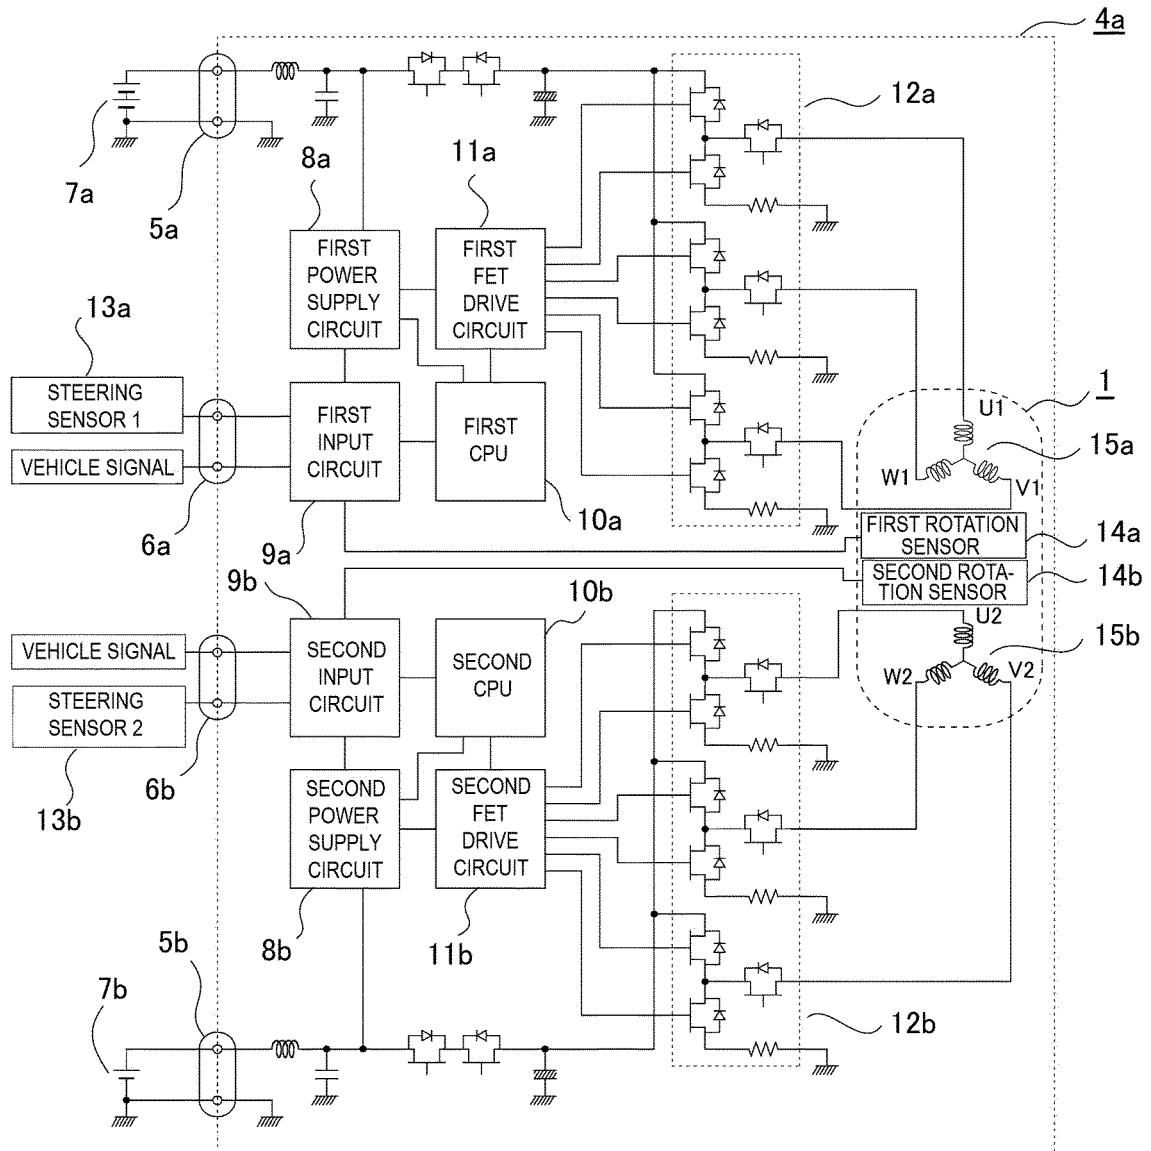 4a
12a
7a
5a
8a
11a
FIRST
POWER
SUPPLY
CIRCUIT
FIRST
FET
DRIVE
CIRCUIT
13a
STEERING
SENSOR 1
VEHICLE SIGNAL
FIRST
INPUT
CIRCUIT
FIRST
CPU
1
U1
15a
W1
V1
6a
9a
10a
FIRST ROTATION
SENSOR
14a
SECOND ROTA-
TION SENSOR
14b
9b
10b
U2
15b
W2
V2
VEHICLE SIGNAL
STEERING
SENSOR 2
SECOND
INPUT
CIRCUIT
SECOND
CPU
13b
6b
SECOND
POWER
SUPPLY
CIRCUIT
SECOND
FET
DRIVE
CIRCUIT
8b
11b
5b
7b
12b